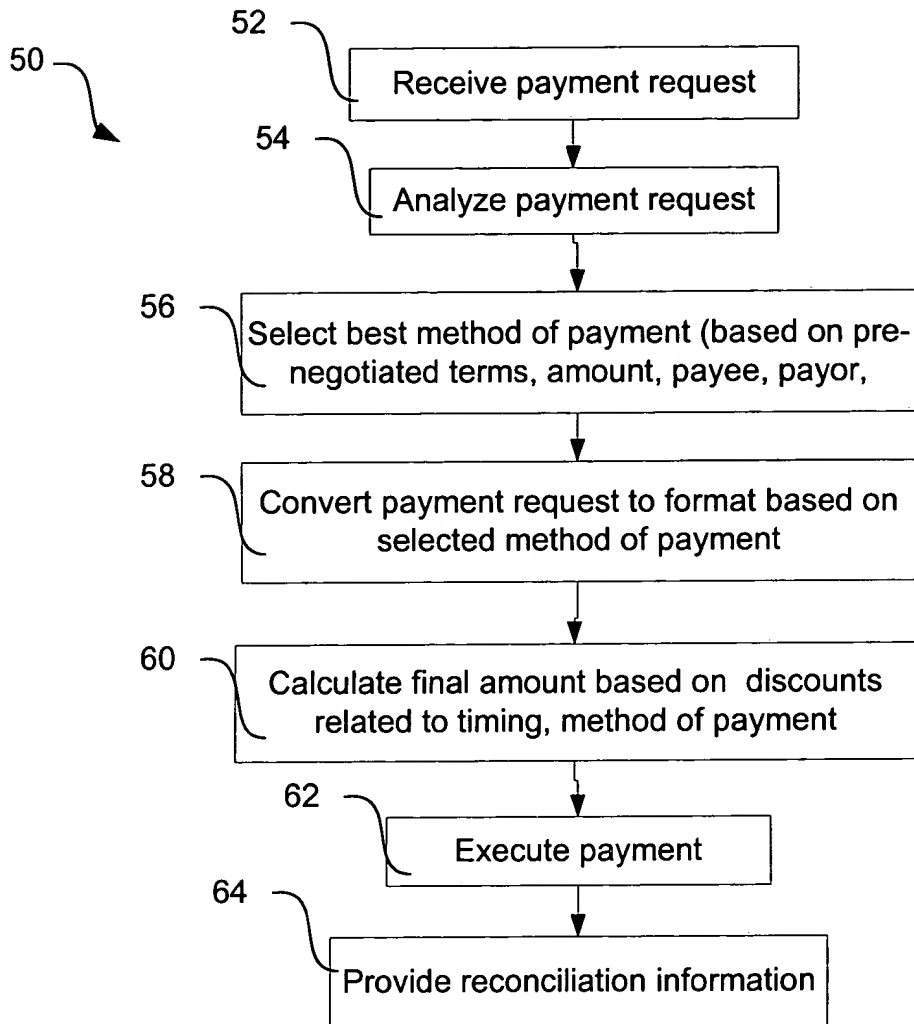 52
50
Receive payment request
54
Analyze payment request
56
Select best method of payment (based on pre-
negotiated terms, amount, payee, payor,
58
Convert payment request to format based on
selected method of payment
60
Calculate final amount based on discounts
related to timing, method of payment
62
Execute payment
64
Provide reconciliation information